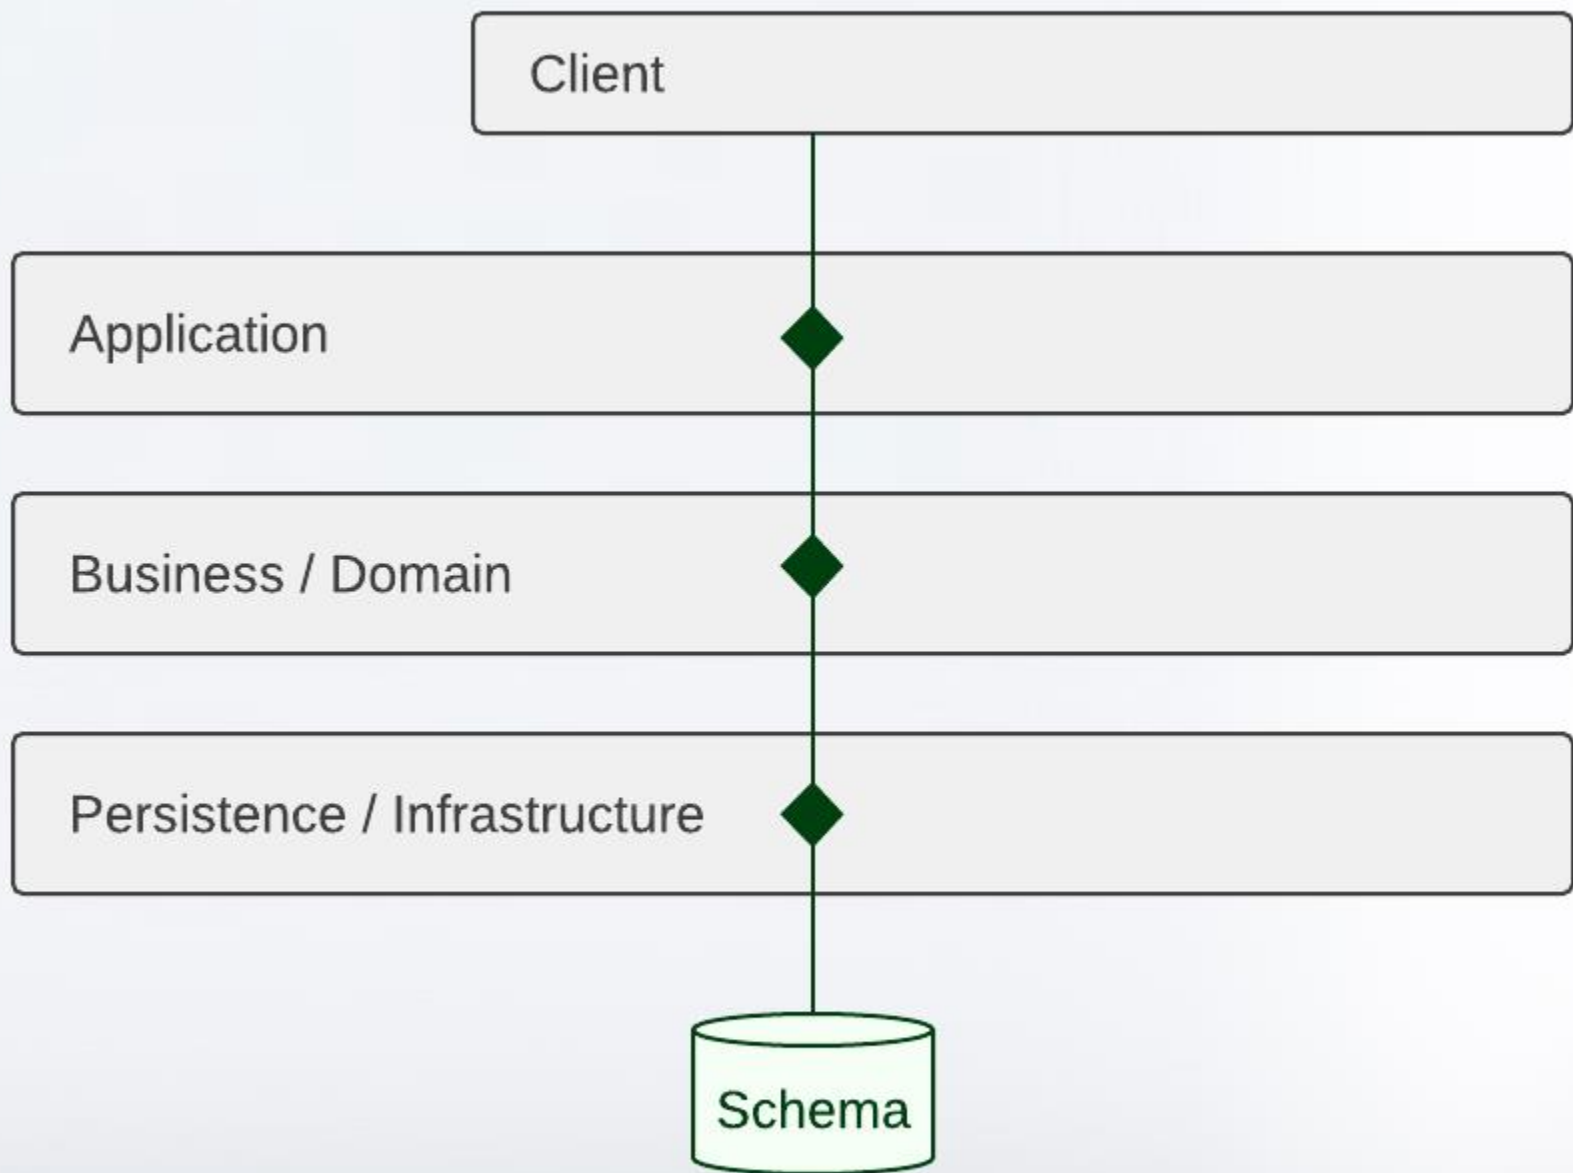 Client
Application
Business / Domain
Persistence / Infrastructure
Schema